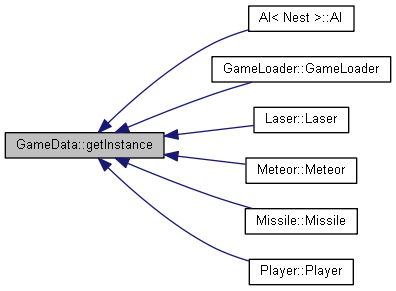 AI< Nest >::AI
GameLoader::GameLoader
Laser::Laser
GameData::getInstance
Meteor::Meteor
Missile::Missile
Player::Player